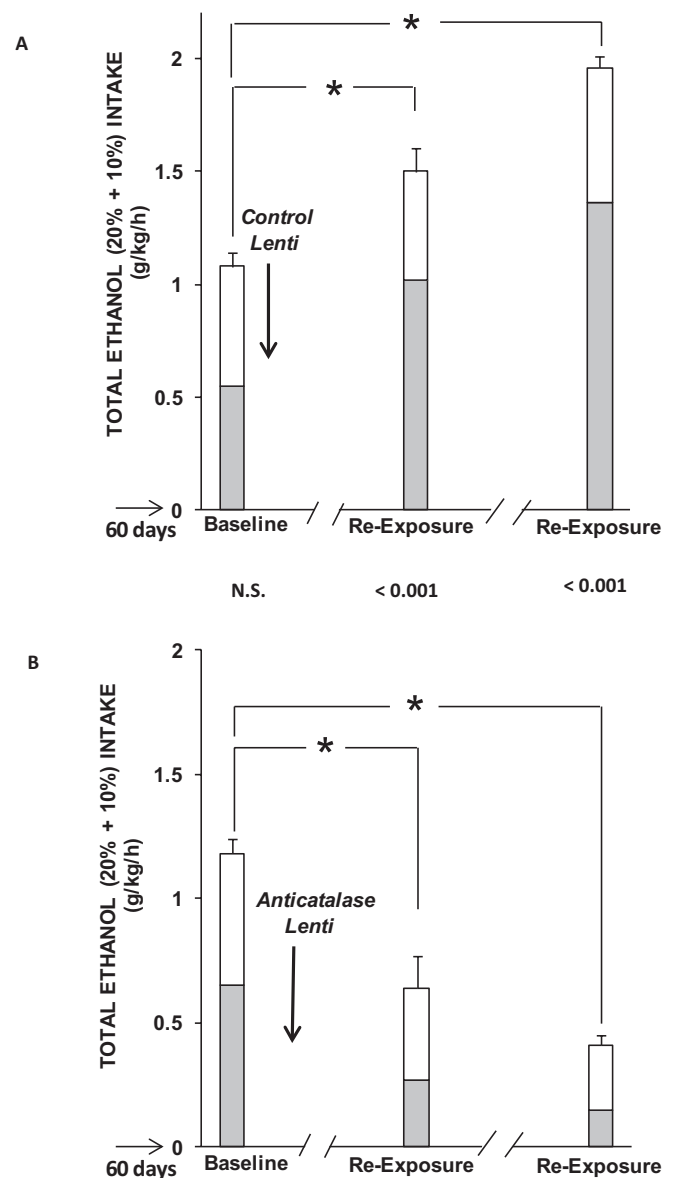 A
TOTAL ETHANOL (20% + 10%) INTAKE
(g/kg/h)
2
1.5
1
0.5
0
*
*
Control
Lenti
60 days
Baseline
Re-Exposure
Re-Exposure
N.S.
< 0.001
< 0.001
B
TOTAL ETHANOL (20% + 10%) INTAKE
(g/kg/h)
2
1.5
1
0.5
0
*
*
Anticatalase
Lenti
60 days
Baseline
Re-Exposure
Re-Exposure